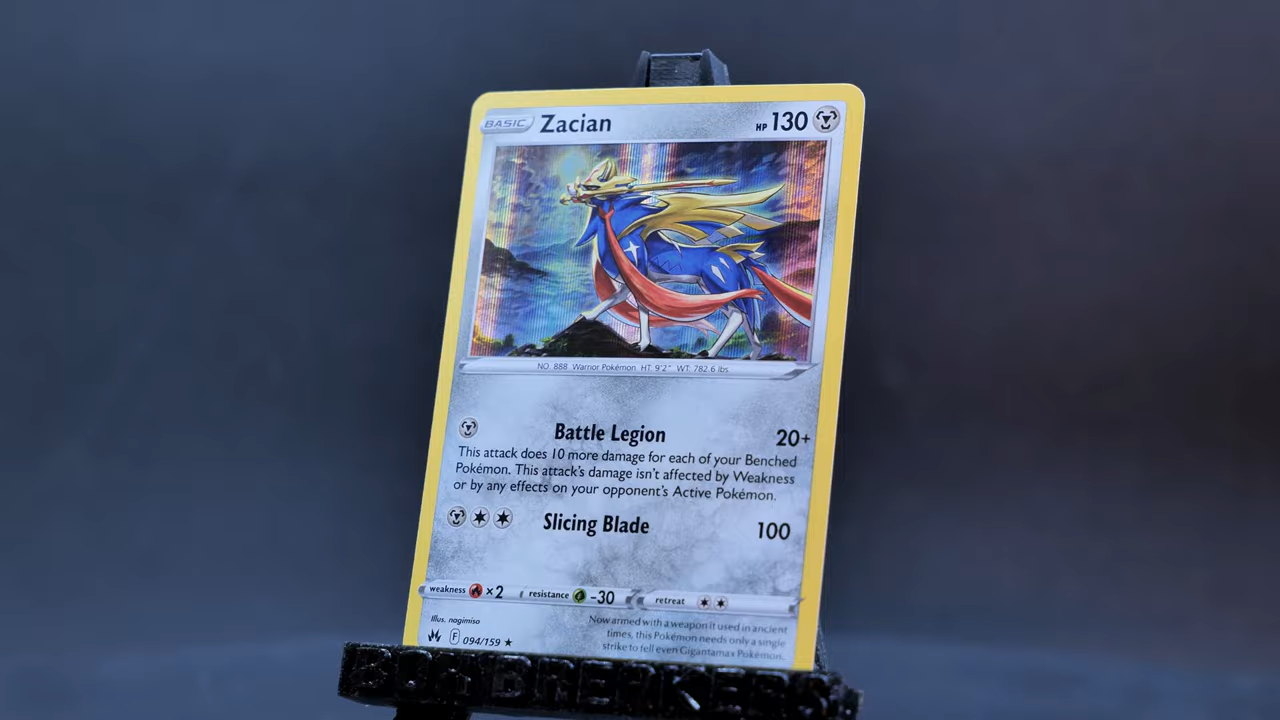 BASIC Zacian HP 130
NO. 888 Warrior Pokémon HT. 9'2" WT. 782.6 lbs.
Battle Legion 20+
This attack does 10 more damage for each of your Benched
Pokémon. This attack's damage isn't affected by Weakness
or by any effects on your opponent's Active Pokémon.
Slicing Blade 100
weakness ×2 resistance -30 retreat
Illus. nagimiso
F 094/159 ★
Now armed with a weapon it used in ancient
times, this Pokémon needs only a single
strike to fell even Gigantamax Pokémon.
BOXBREAKERS